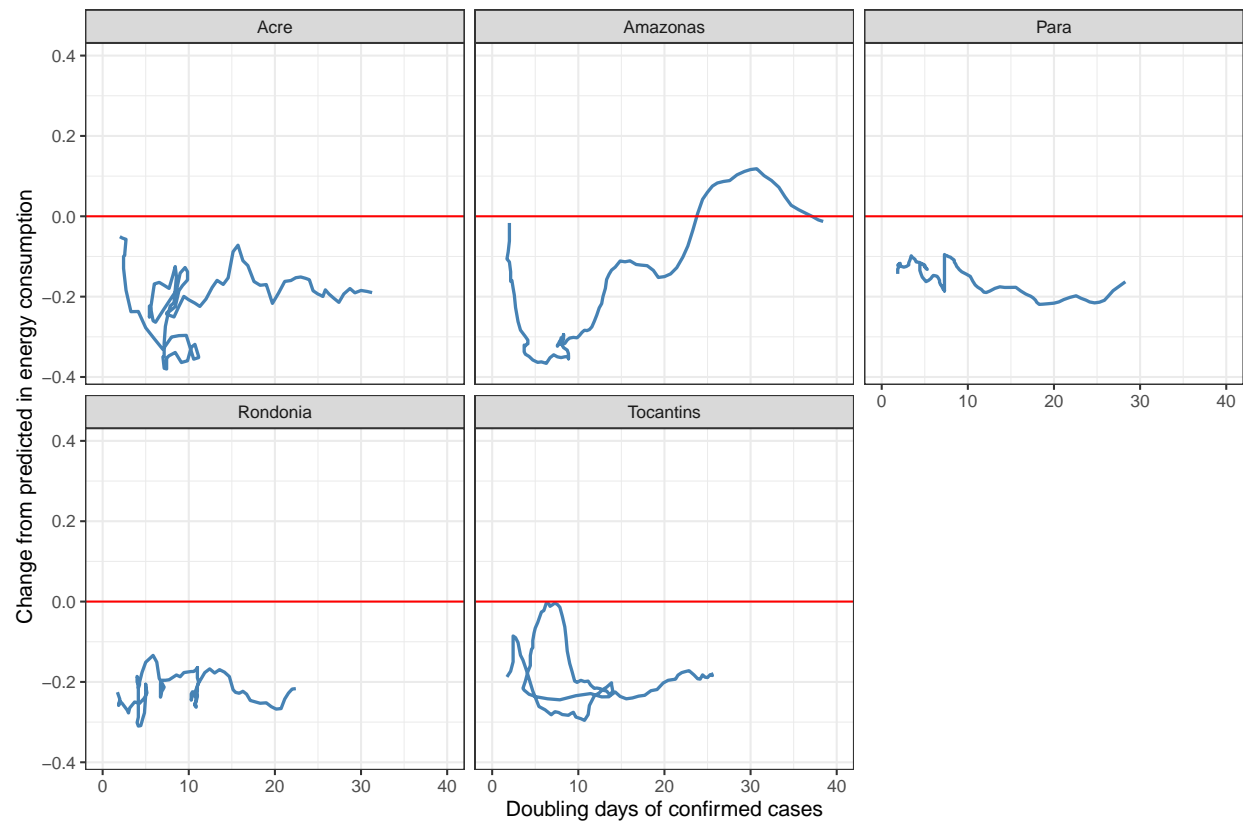 Acre
Amazonas
Para
0.4
0.2
0.0
−0.2
−0.4
0 10 20 30 40
Rondonia
Tocantins
0.4
0.2
0.0
−0.2
−0.4
0 10 20 30 40
0 10 20 30 40
Doubling days of confirmed cases
Change from predicted in energy consumption